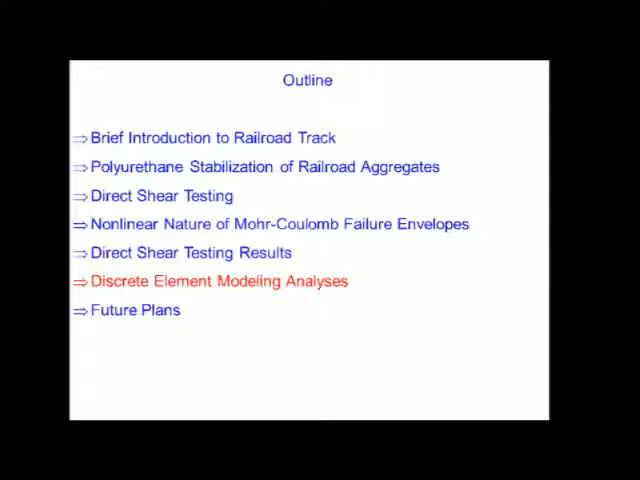 Outline
⇒ Brief Introduction to Railroad Track
⇒ Polyurethane Stabilization of Railroad Aggregates
⇒ Direct Shear Testing
⇒ Nonlinear Nature of Mohr-Coulomb Failure Envelopes
⇒ Direct Shear Testing Results
⇒ Discrete Element Modeling Analyses
⇒ Future Plans